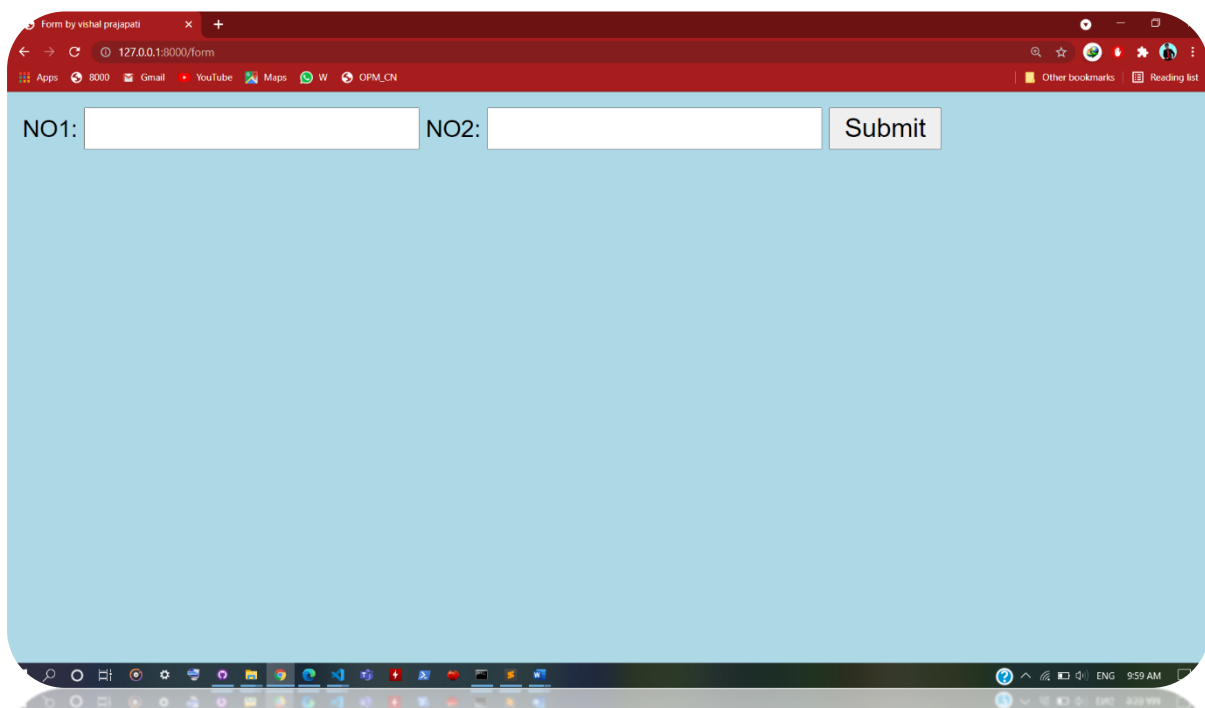 Form by vishal prajapati
127.0.0.1:8000/form
Apps 8000 Gmail YouTube Maps W OPM_CN Other bookmarks Reading list
NO1: NO2: Submit
ENG 9:59 AM